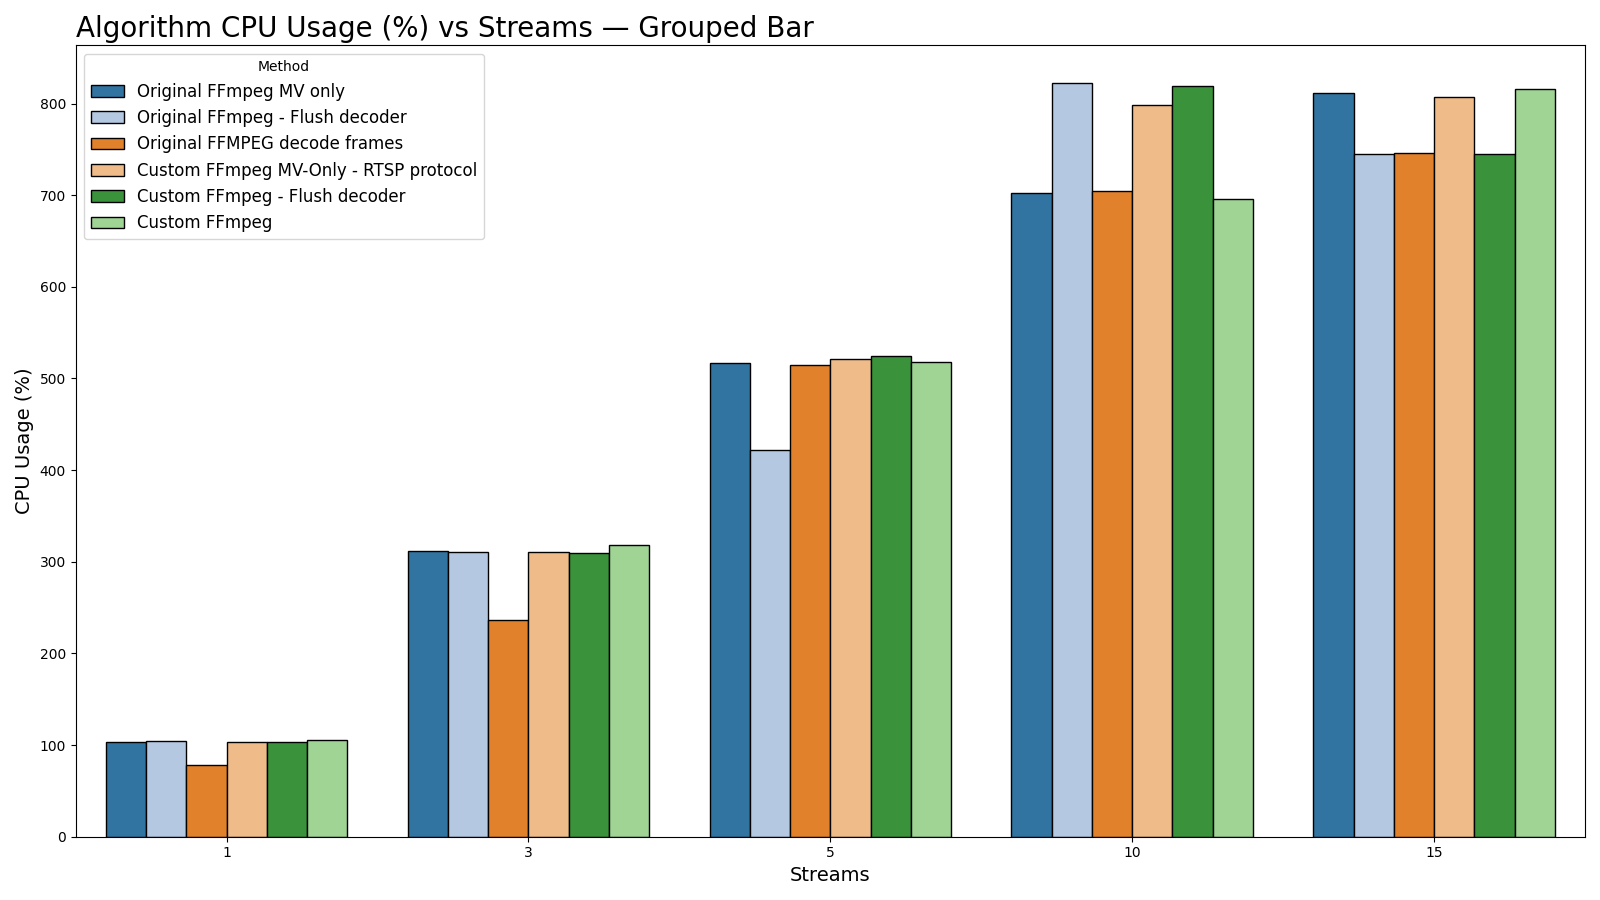 Algorithm CPU Usage (%) vs Streams — Grouped Bar
Method
Original FFmpeg MV only
Original FFmpeg - Flush decoder
Original FFMPEG decode frames
Custom FFmpeg MV-Only - RTSP protocol
Custom FFmpeg - Flush decoder
Custom FFmpeg
CPU Usage (%)
800
700
600
500
400
300
200
100
0
1 3 5 10 15
Streams